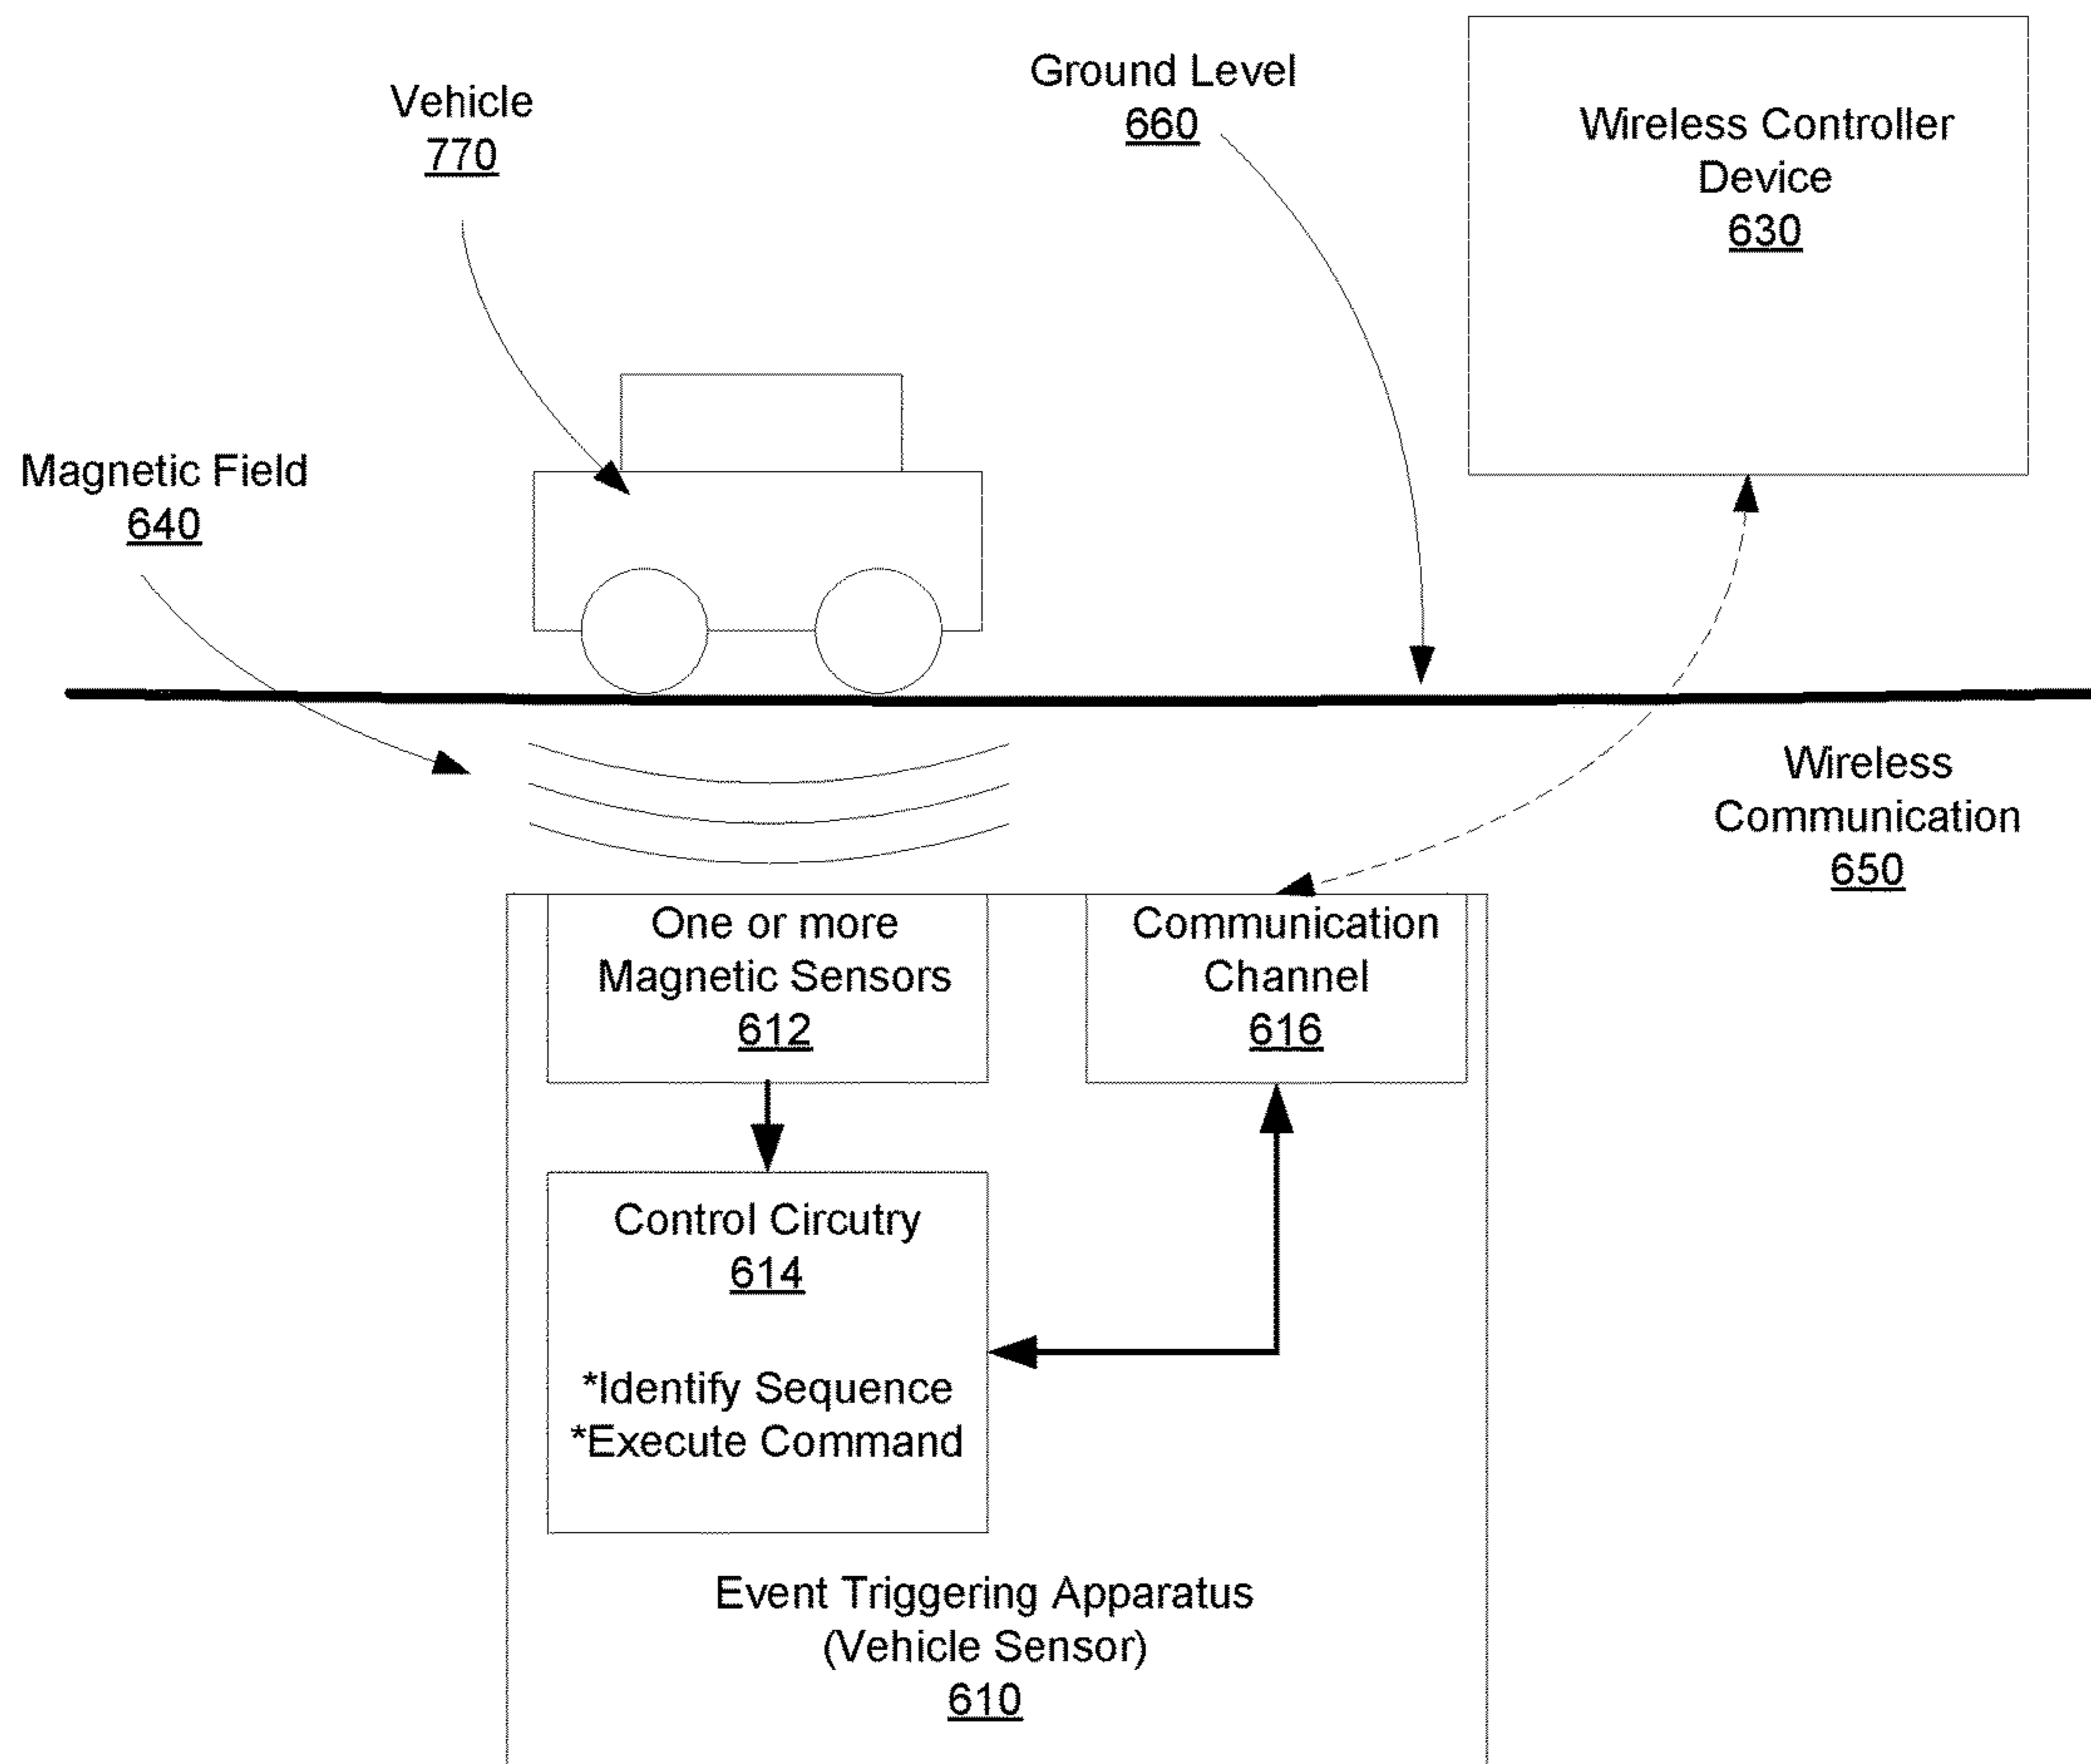 Vehicle
770
Ground Level
660
Wireless Controller
Device
630
Magnetic Field
640
Wireless
Communication
650
One or more
Magnetic Sensors
612
Communication
Channel
616
Control Circutry
614
*Identify Sequence
*Execute Command
Event Triggering Apparatus
(Vehicle Sensor)
610